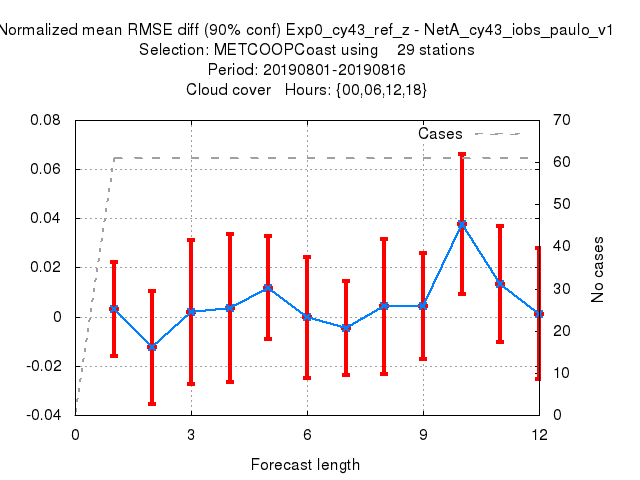 Normalized mean RMSE diff (90% conf) Exp0_cy43_ref_z - NetA_cy43_iobs_paulo_v1
Selection: METCOOPCoast using    29 stations
Period: 20190801-20190816
Cloud cover   Hours: {00,06,12,18}
Cases
0.08
0.06
0.04
0.02
0
-0.02
-0.04
70
60
50
40
30
20
10
0
No cases
0 3 6 9 12
Forecast length